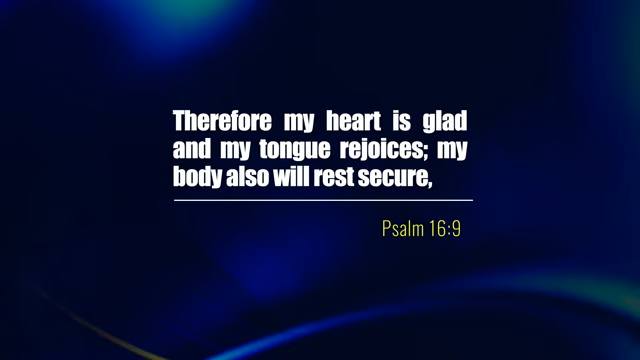 Therefore my heart is glad
and my tongue rejoices; my
body also will rest secure,
Psalm 16:9